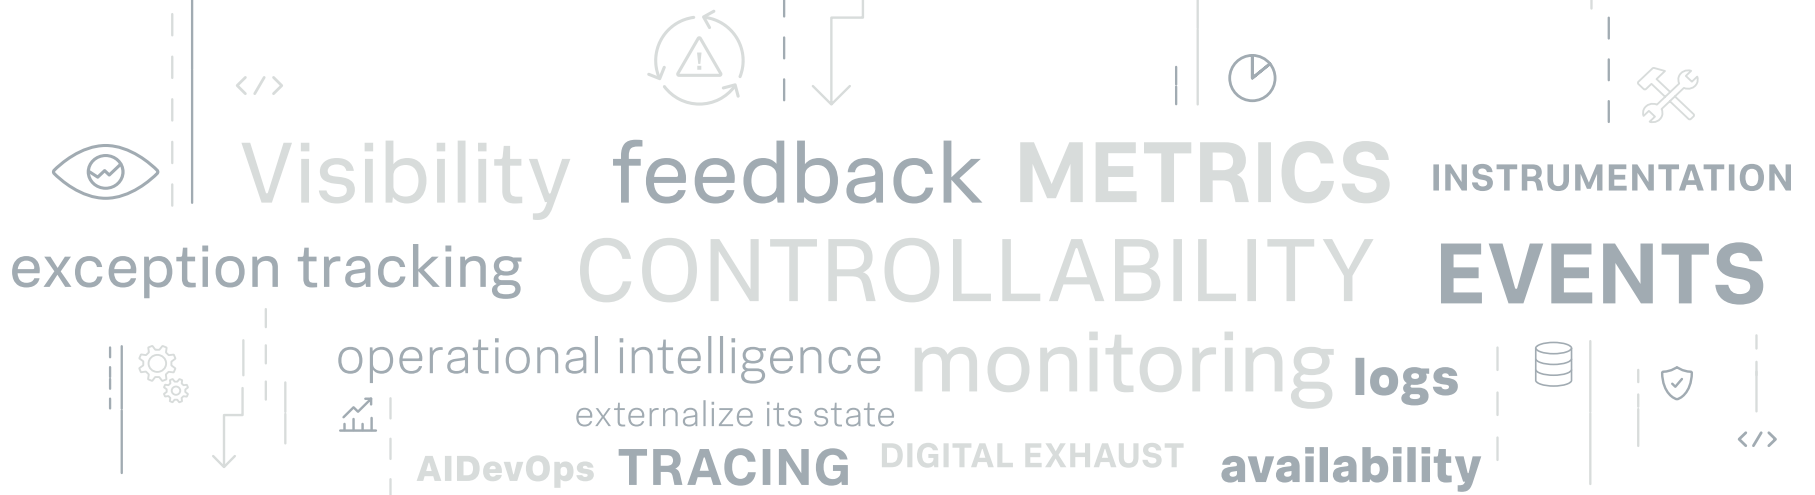 Visibility feedback METRICS INSTRUMENTATION
exception tracking CONTROLLABILITY EVENTS
operational intelligence monitoring logs
externalize its state
AIDevOps TRACING DIGITAL EXHAUST availability